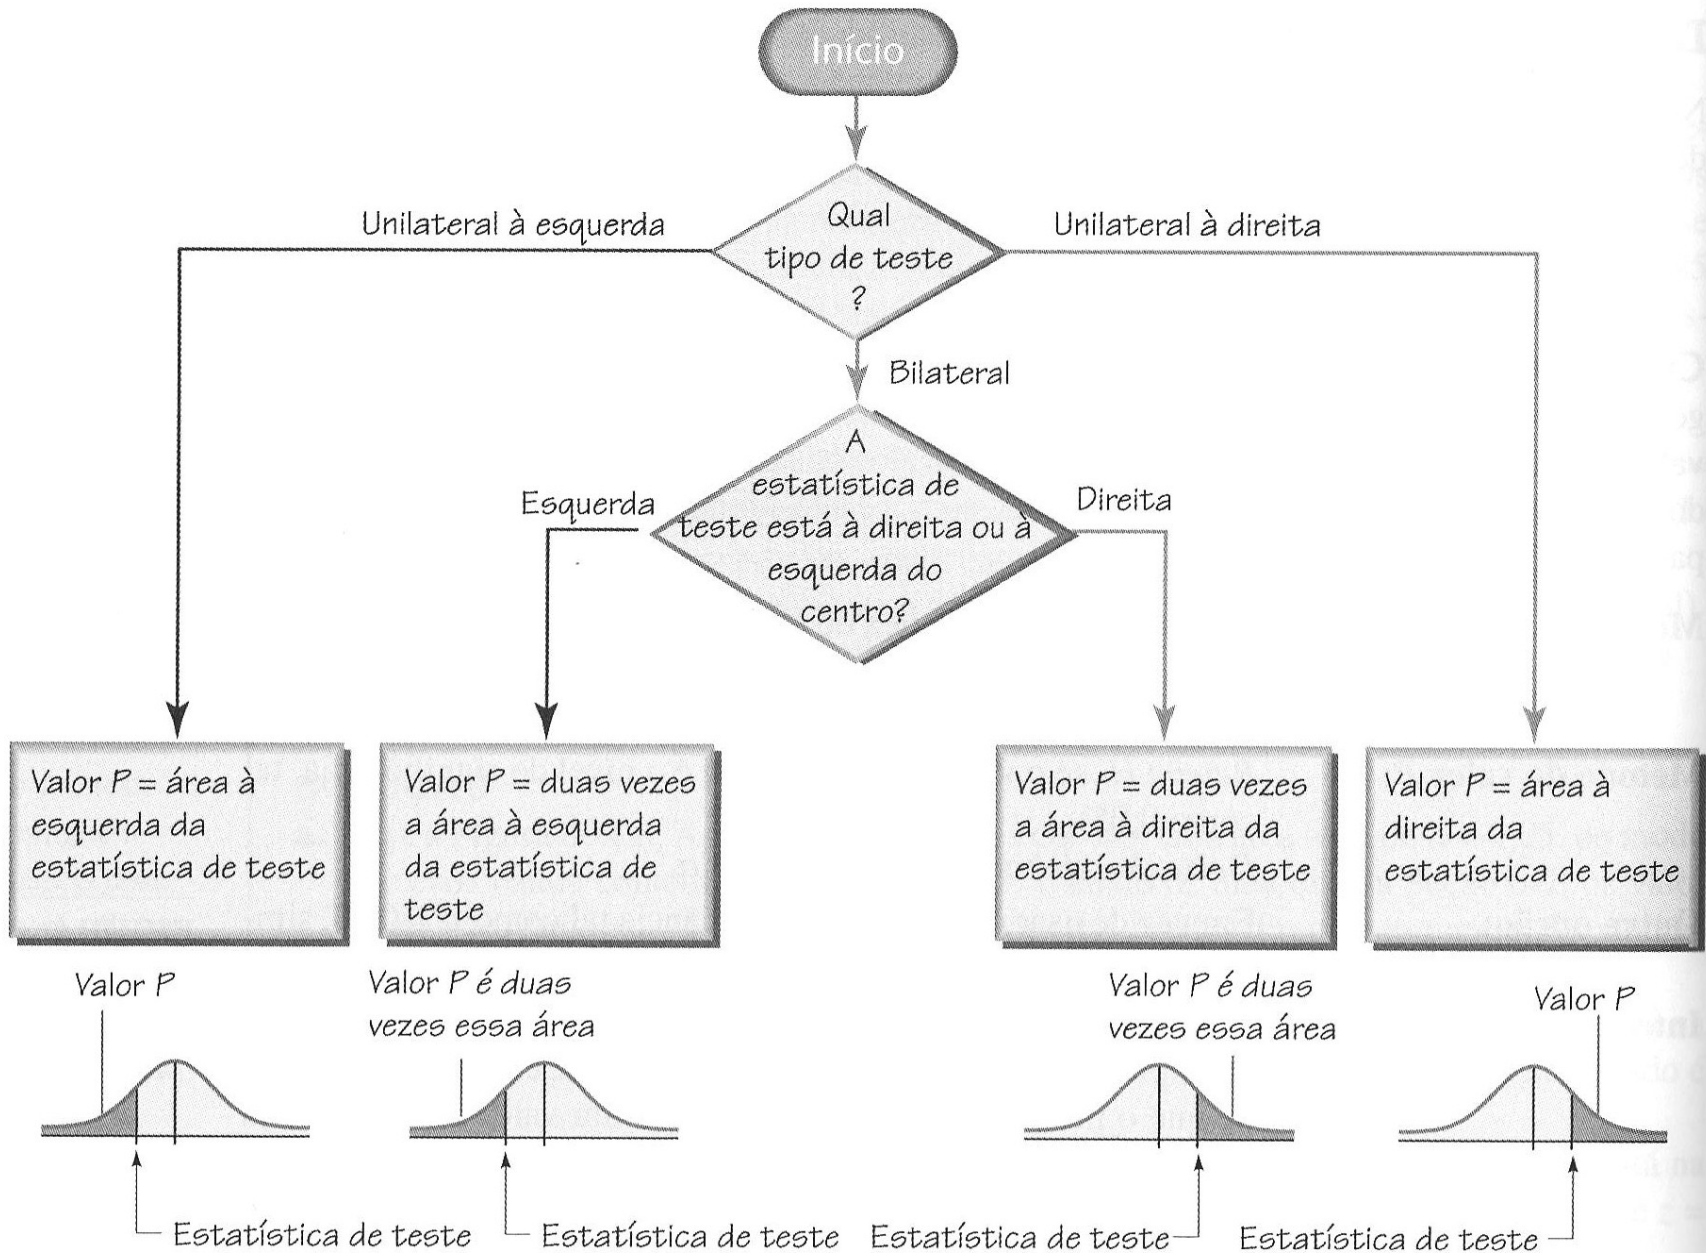 Início
Qual
tipo de teste
?
Unilateral à esquerda
Unilateral à direita
Bilateral
A
estatística de
teste está à direita ou à
esquerda do
centro?
Esquerda
Direita
Valor P = área à
esquerda da
estatística de teste
Valor P = duas vezes
a área à esquerda
da estatística de
teste
Valor P = duas vezes
a área à direita da
estatística de teste
Valor P = área à
direita da
estatística de teste
Valor P
Valor P é duas
vezes essa área
Valor P é duas
vezes essa área
Valor P
Estatística de teste
Estatística de teste
Estatística de teste
Estatística de teste